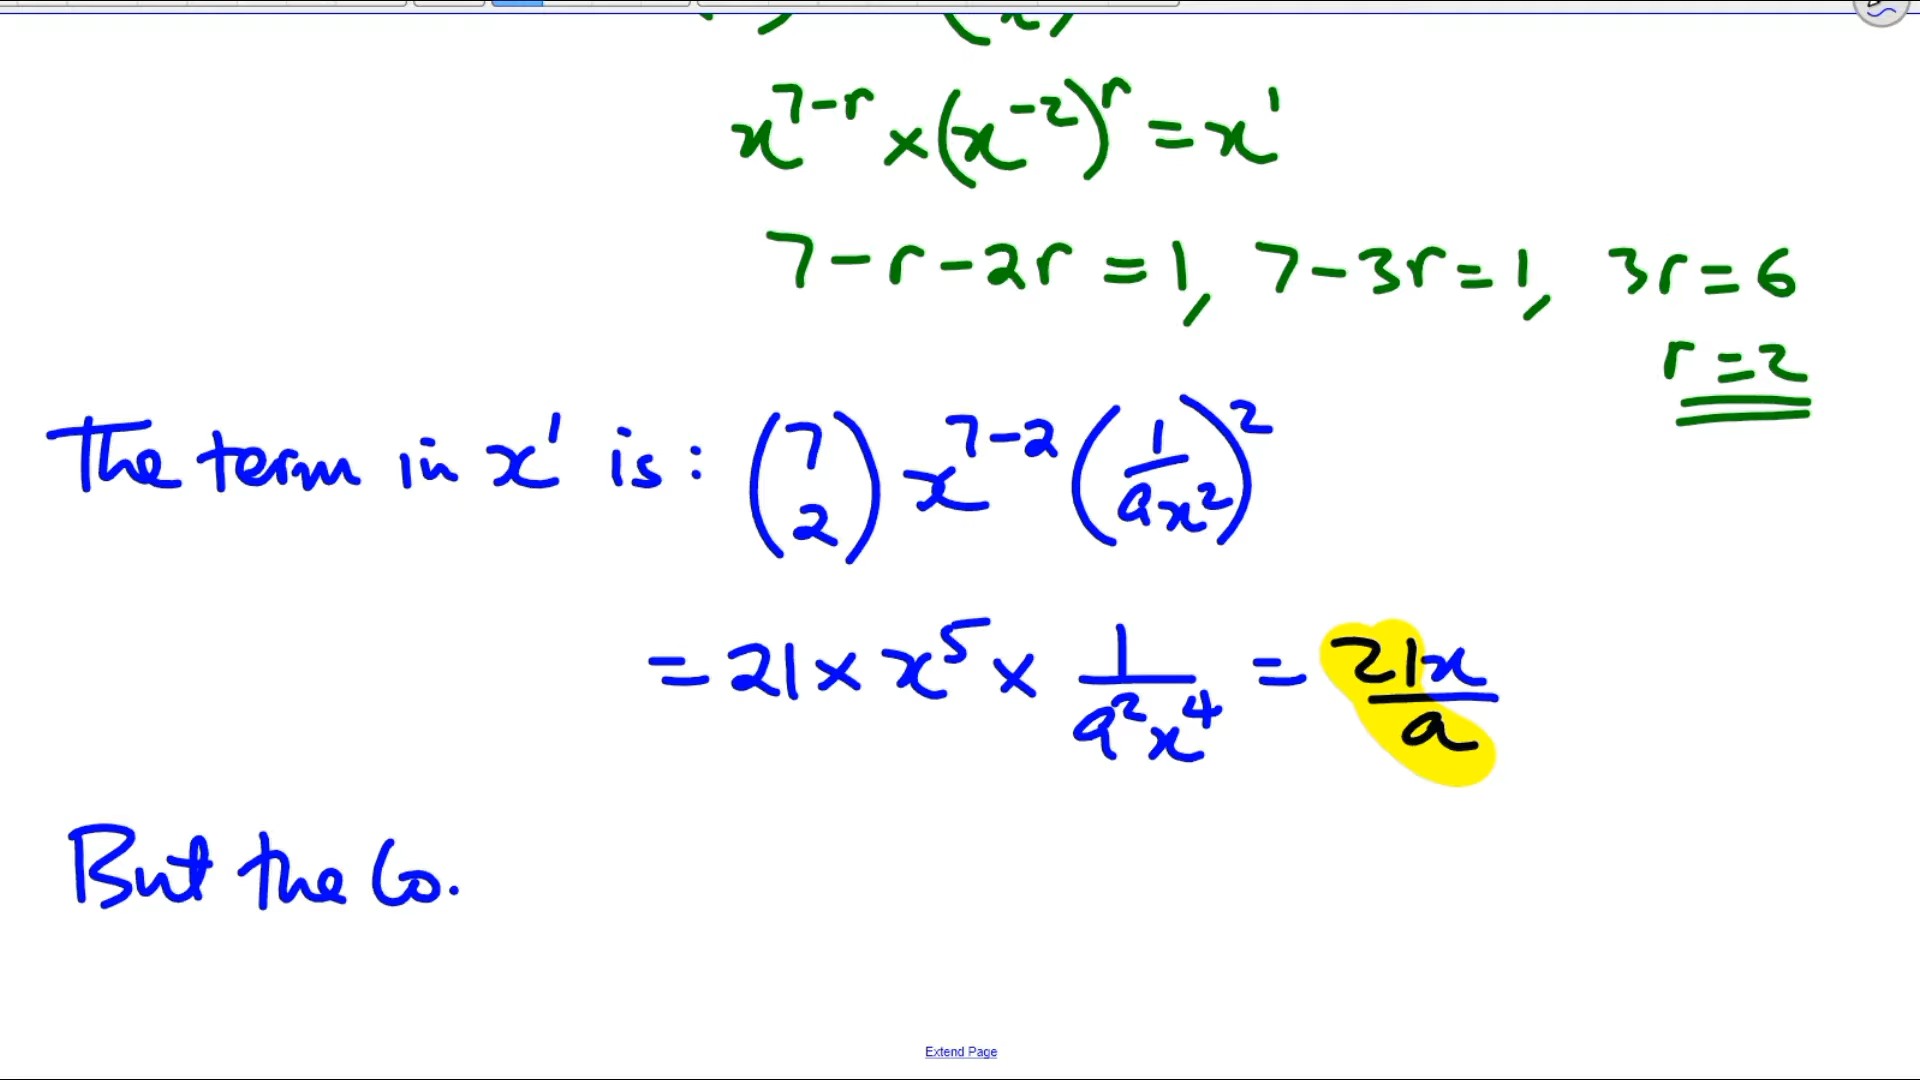 x^{7-r} × (x^{-2})^r = x^1
7 - r - 2r = 1, 7 - 3r = 1, 3r = 6
r = 2
The term in x^1 is: (7 2) x^{7-2} (1/ax^2)^2
= 21 × x^5 × 1/a^2x^4 = 21x/a
But the Co.
Extend Page